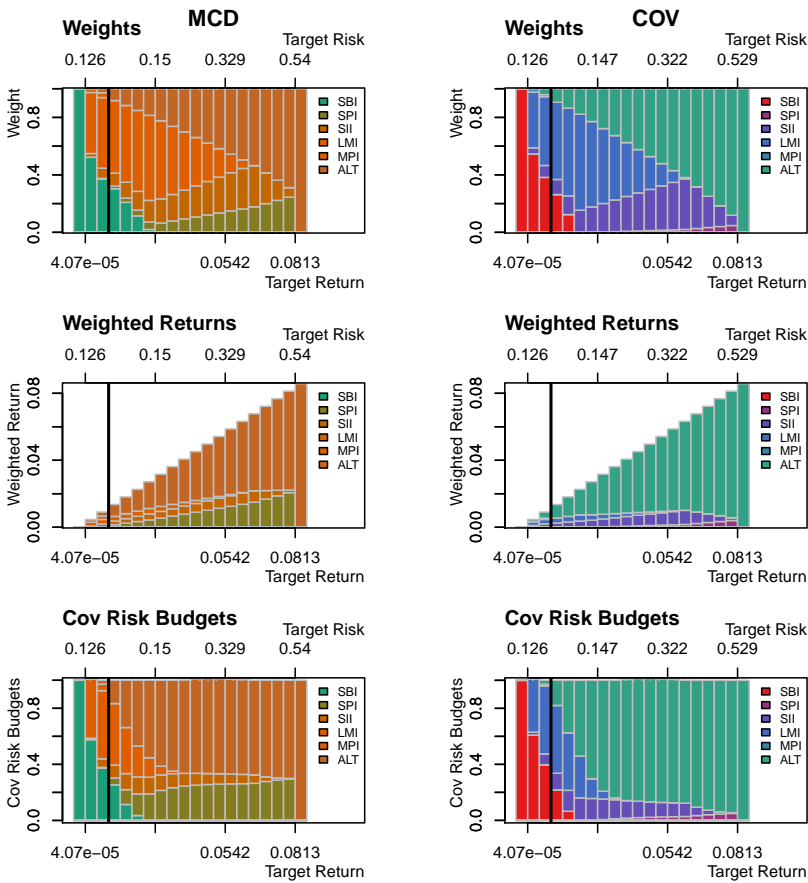 MCD
Weights
Target Risk
0.126 0.15 0.329 0.54
Weight
0.0 0.4 0.8
SBI
SPI
SII
LMI
MPI
ALT
4.07e−05 0.0542 0.0813
Target Return
COV
Weights
Target Risk
0.126 0.147 0.322 0.529
Weight
0.0 0.4 0.8
SBI
SPI
SII
LMI
MPI
ALT
4.07e−05 0.0542 0.0813
Target Return
Weighted Returns
Target Risk
0.126 0.15 0.329 0.54
Weighted Return
0.00 0.04 0.08
SBI
SPI
SII
LMI
MPI
ALT
4.07e−05 0.0542 0.0813
Target Return
Weighted Returns
Target Risk
0.126 0.147 0.322 0.529
Weighted Return
0.00 0.04 0.08
SBI
SPI
SII
LMI
MPI
ALT
4.07e−05 0.0542 0.0813
Target Return
Cov Risk Budgets
Target Risk
0.126 0.15 0.329 0.54
Cov Risk Budgets
0.0 0.4 0.8
SBI
SPI
SII
LMI
MPI
ALT
4.07e−05 0.0542 0.0813
Target Return
Cov Risk Budgets
Target Risk
0.126 0.147 0.322 0.529
Cov Risk Budgets
0.0 0.4 0.8
SBI
SPI
SII
LMI
MPI
ALT
4.07e−05 0.0542 0.0813
Target Return